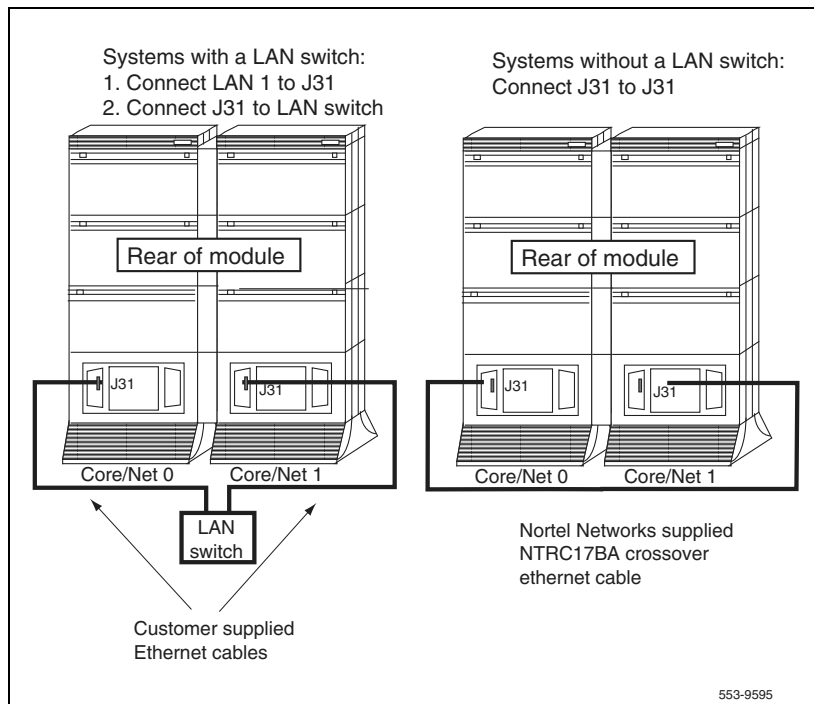 Systems with a LAN switch:
1. Connect LAN 1 to J31
2. Connect J31 to LAN switch
Rear of module
J31
J31
Core/Net 0
Core/Net 1
LAN
switch
Customer supplied
Ethernet cables
Systems without a LAN switch:
Connect J31 to J31
Rear of module
J31
J31
Core/Net 0
Core/Net 1
Nortel Networks supplied
NTRC17BA crossover
ethernet cable
553-9595